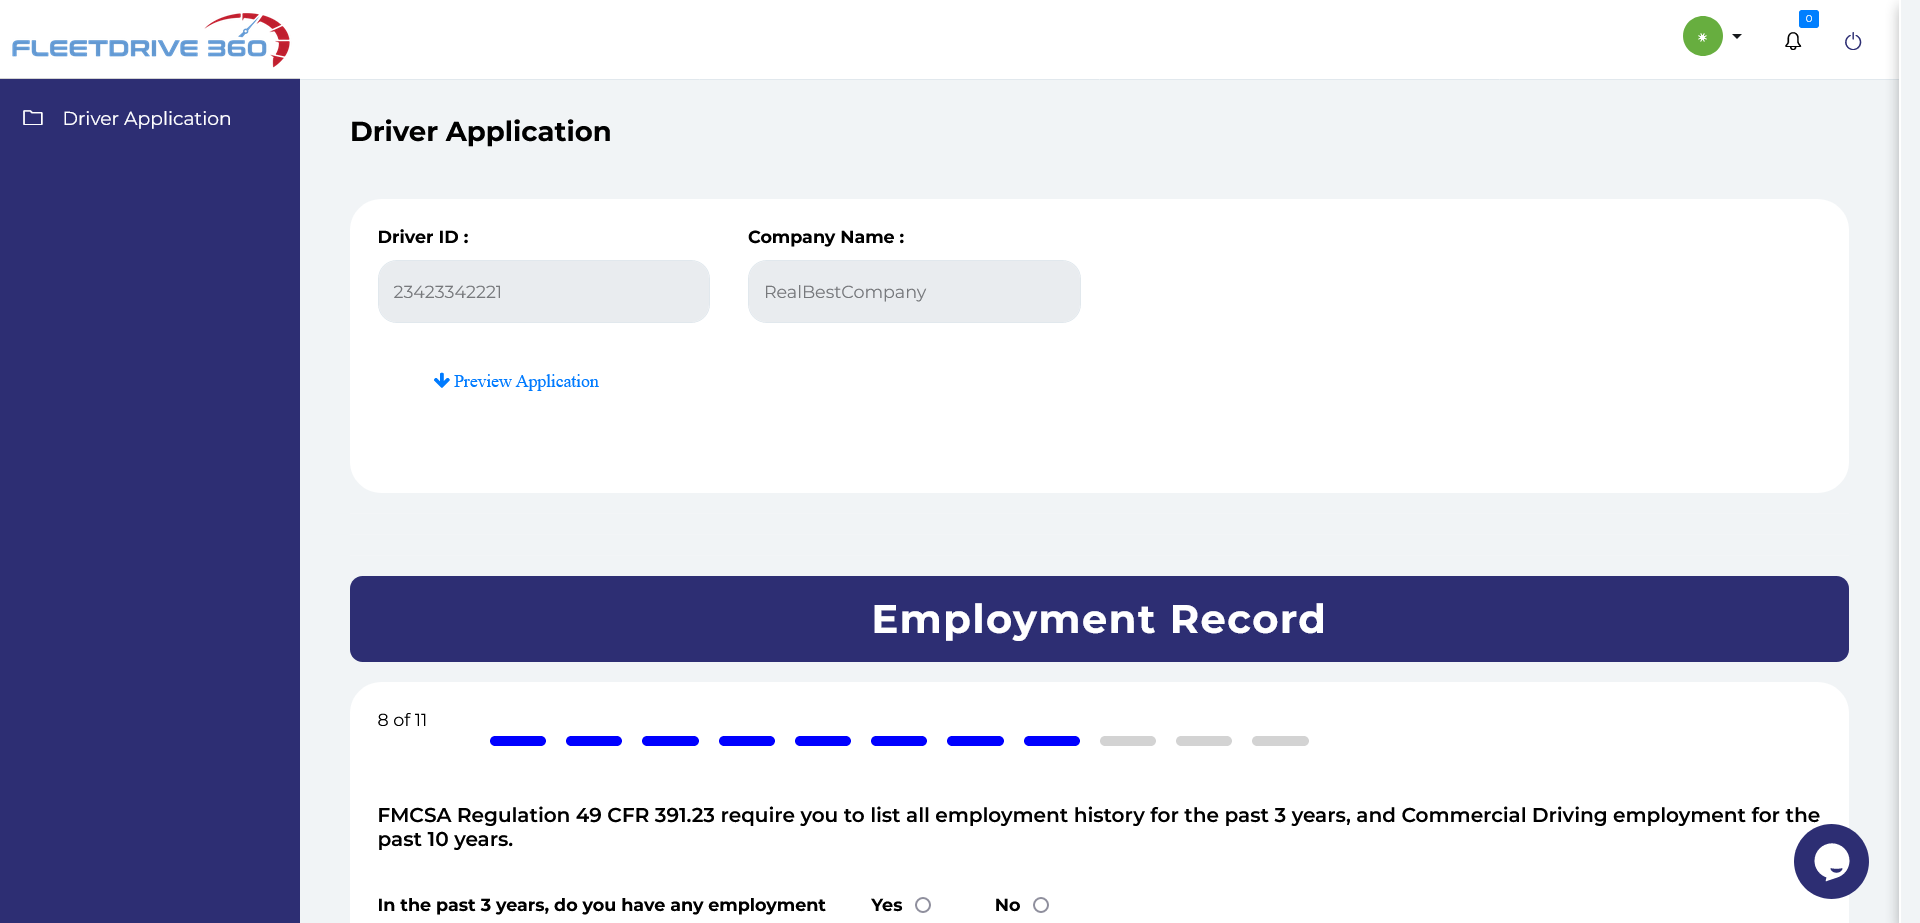 FLEETDRIVE 360
0
Driver Application
Driver Application
Driver ID :
Company Name :
23423342221
RealBestCompany
Preview Application
Employment Record
8 of 11
FMCSA Regulation 49 CFR 391.23 require you to list all employment history for the past 3 years, and Commercial Driving employment for the
past 10 years.
In the past 3 years, do you have any employment
Yes
No